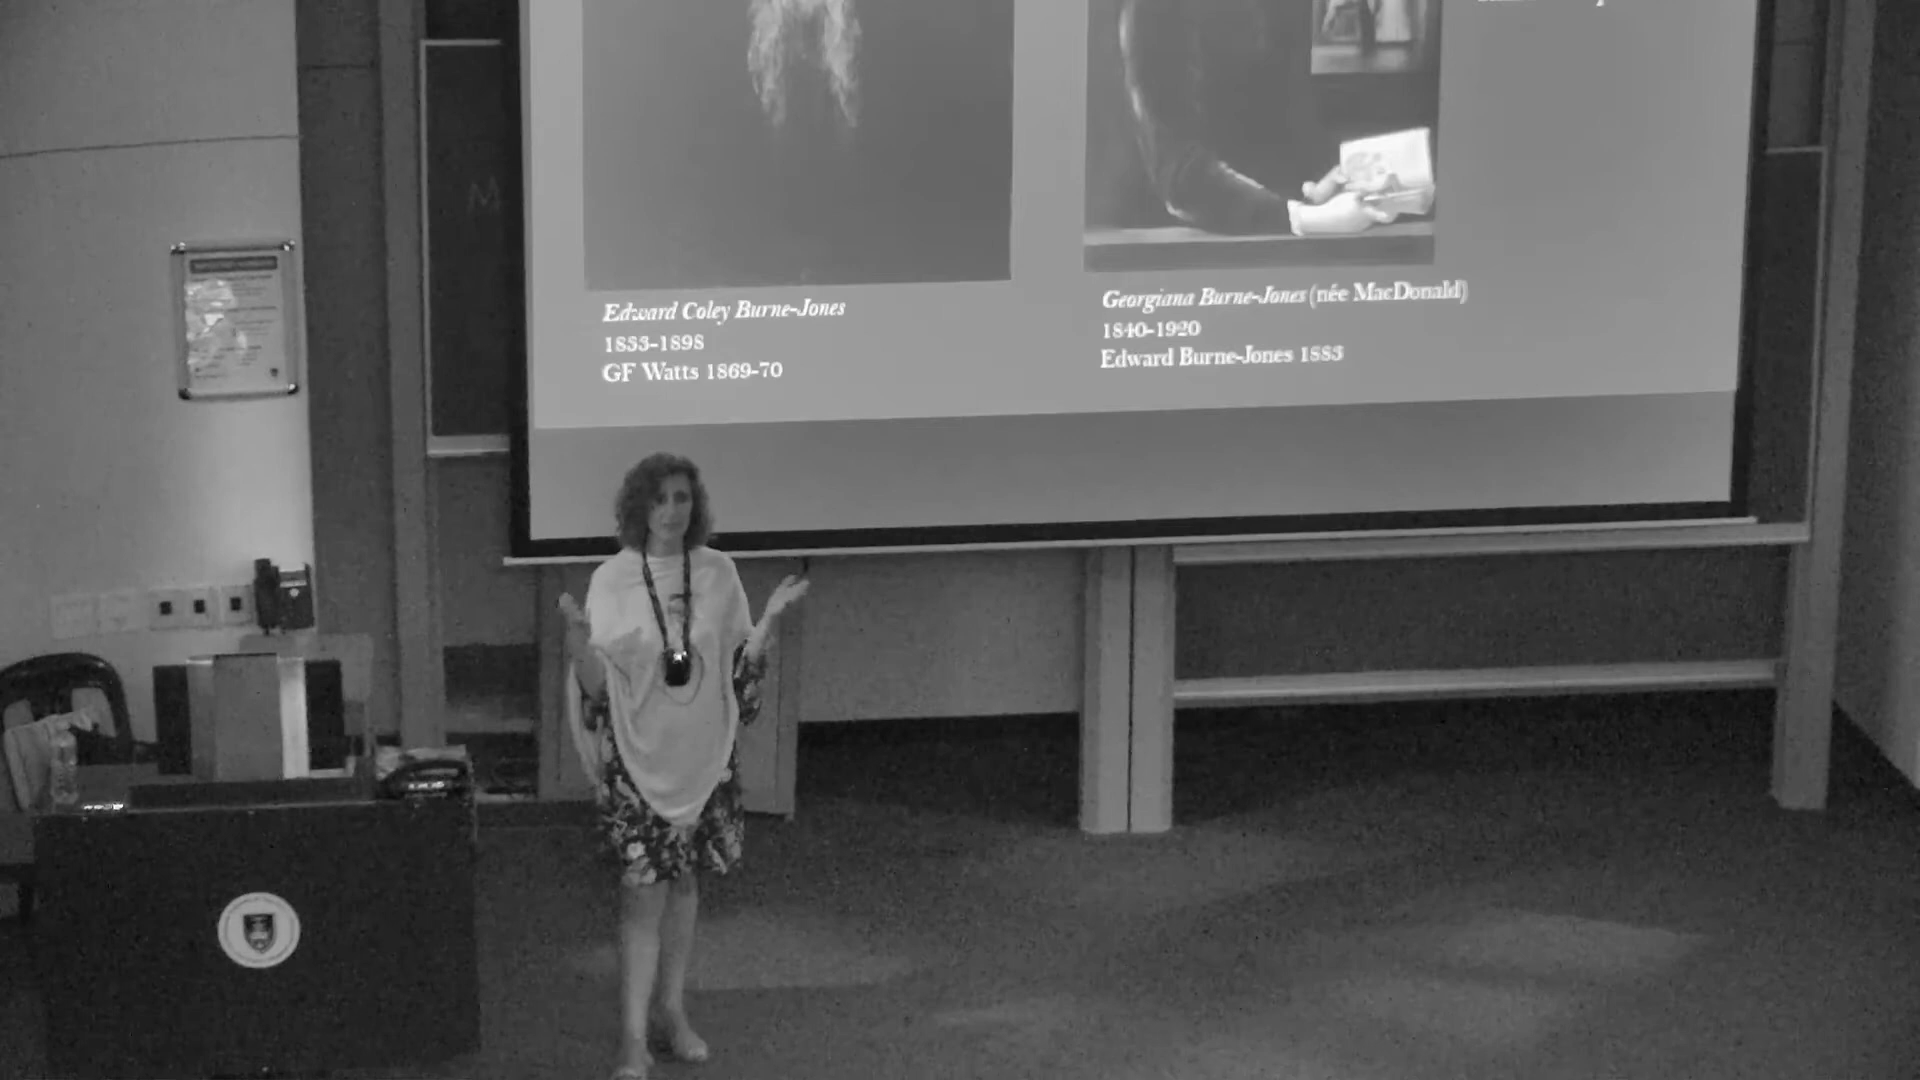 Edward Coley Burne-Jones
1833-1898
GF Watts 1869-70
Georgiana Burne-Jones (née MacDonald)
1840-1920
Edward Burne-Jones 1883
M